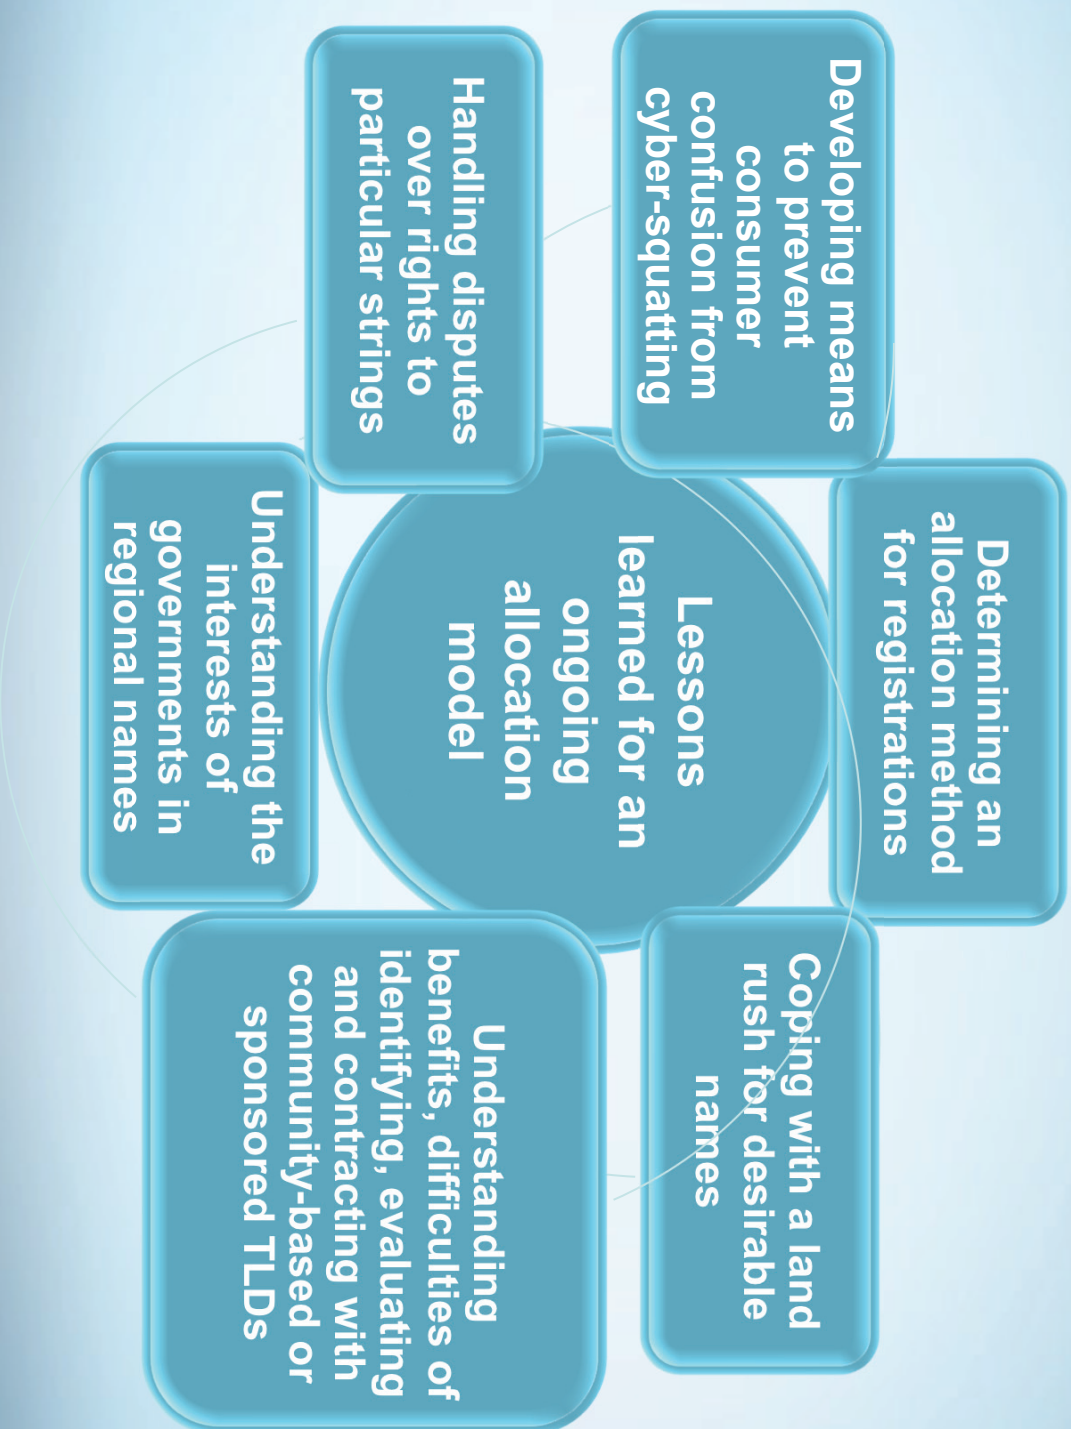 Determining an
allocation method
for registrations
Developing means
to prevent
consumer
confusion from
cyber-squatting
Coping with a land
rush for desirable
names
Lessons
learned for an
ongoing
allocation
model
Handling disputes
over rights to
particular strings
Understanding
benefits, difficulties of
identifying, evaluating
and contracting with
community-based or
sponsored TLDs
Understanding the
interests of
governments in
regional names